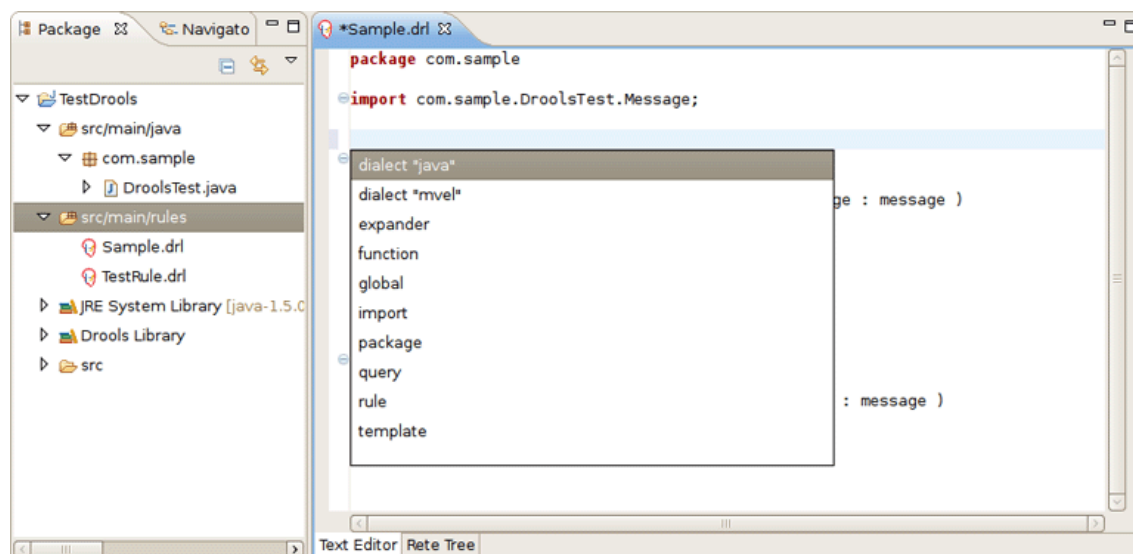 Package
Navigato
TestDrools
src/main/java
com.sample
DroolsTest.java
src/main/rules
Sample.drl
TestRule.drl
JRE System Library [java-1.5.0
Drools Library
src
*Sample.drl
package com.sample
import com.sample.DroolsTest.Message;
dialect "java"
dialect "mvel"
ge : message )
expander
function
global
import
package
query
rule
: message )
template
Text Editor
Rete Tree